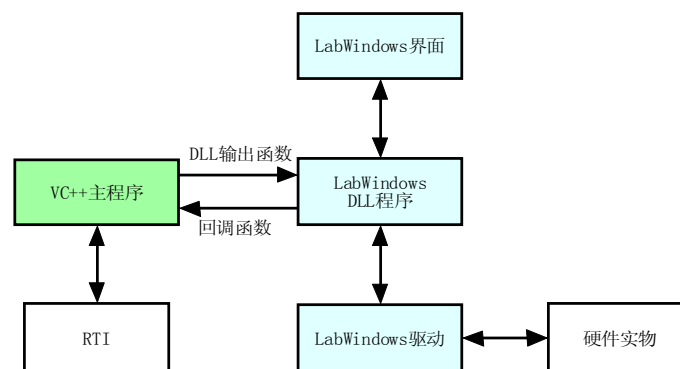 LabWindows界面
DLL输出函数
VC++主程序
LabWindows
DLL程序
回调函数
RTI
LabWindows驱动
硬件实物